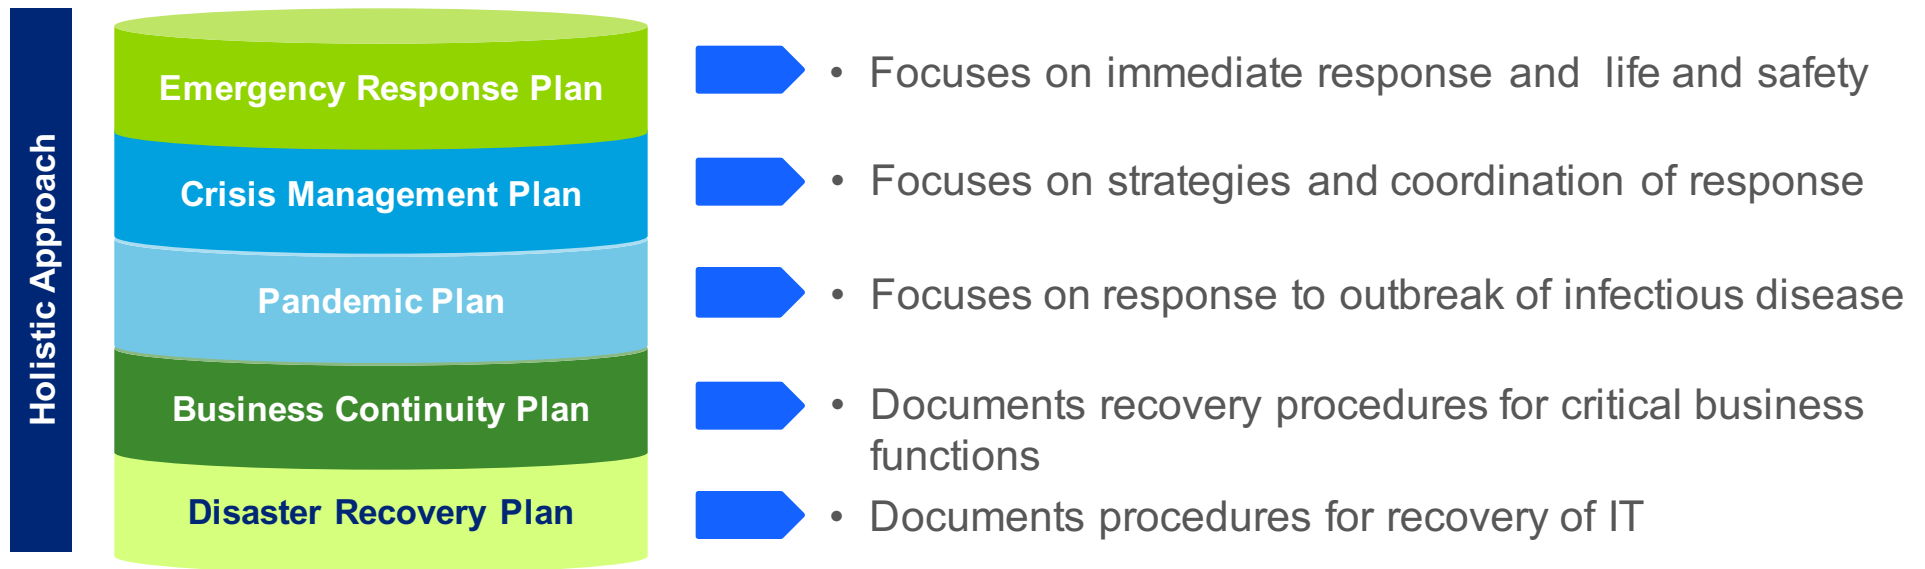 Holistic Approach
Emergency Response Plan
• Focuses on immediate response and life and safety
Crisis Management Plan
• Focuses on strategies and coordination of response
Pandemic Plan
• Focuses on response to outbreak of infectious disease
Business Continuity Plan
• Documents recovery procedures for critical business
functions
Disaster Recovery Plan
• Documents procedures for recovery of IT